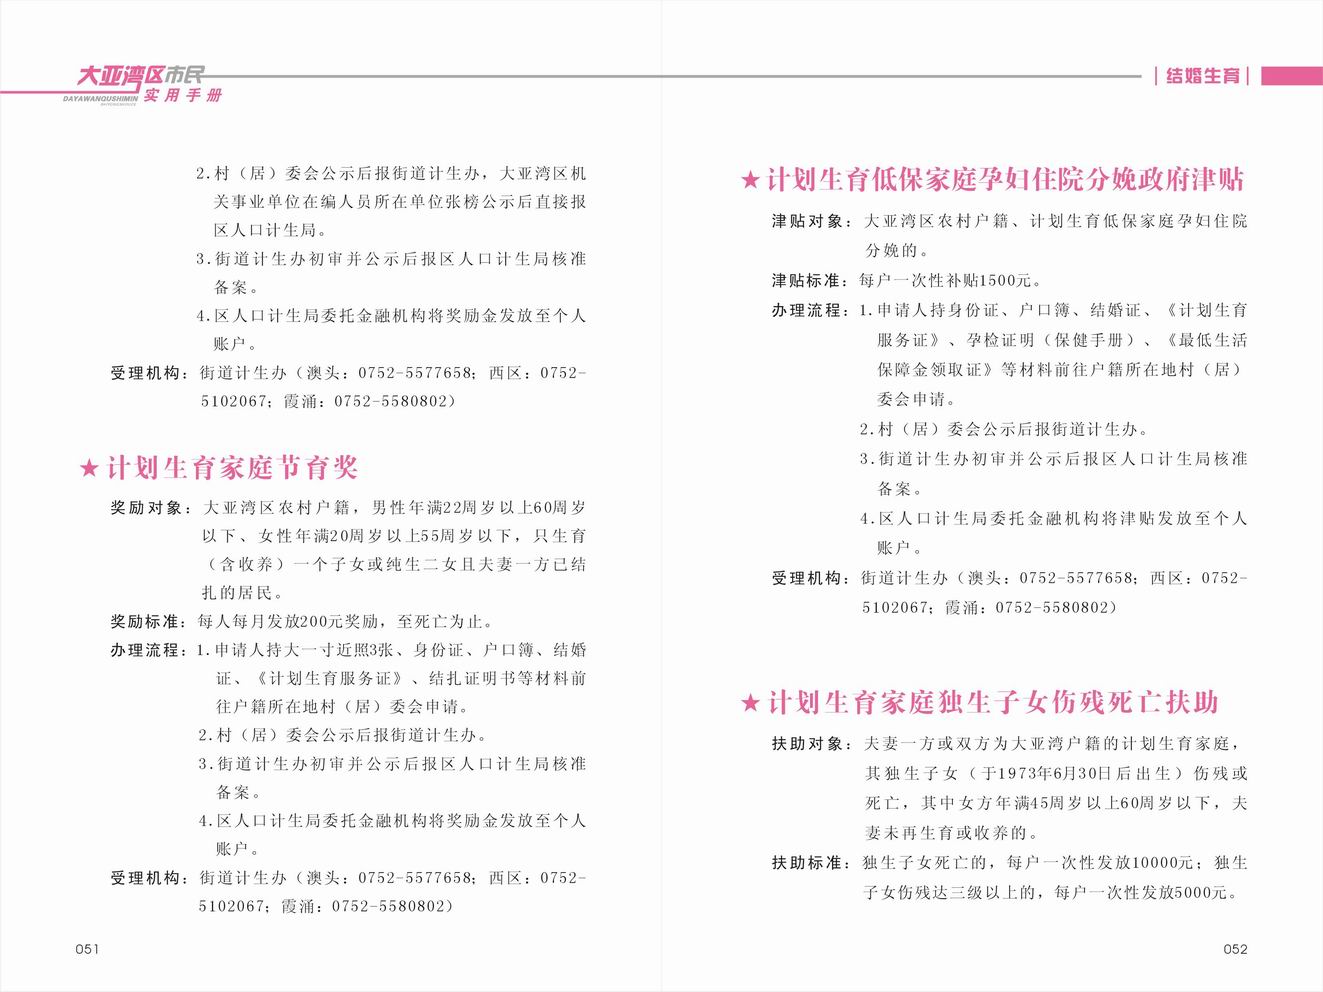 大亚湾区市民
DAYAWANQUSHIMIN
实用手册
结婚生育
2.村（居）委会公示后报街道计生办，大亚湾区机
关事业单位在编人员所在单位张榜公示后直接报
区人口计生局。
3.街道计生办初审并公示后报区人口计生局核准
备案。
4.区人口计生局委托金融机构将奖励金发放至个人
账户。
受理机构：街道计生办（澳头：0752-5577658；西区：0752-
5102067；霞涌：0752-5580802）
★计划生育家庭节育奖
奖励对象：大亚湾区农村户籍，男性年满22周岁以上60周岁
以下、女性年满20周岁以上55周岁以下，只生育
（含收养）一个子女或纯生二女且夫妻一方已结
扎的居民。
奖励标准：每人每月发放200元奖励，至死亡为止。
办理流程：1.申请人持大一寸近照3张、身份证、户口簿、结婚
证、《计划生育服务证》、结扎证明书等材料前
往户籍所在地村（居）委会申请。
2.村（居）委会公示后报街道计生办。
3.街道计生办初审并公示后报区人口计生局核准
备案。
4.区人口计生局委托金融机构将奖励金发放至个人
账户。
受理机构：街道计生办（澳头：0752-5577658；西区：0752-
5102067；霞涌：0752-5580802）
051
★计划生育低保家庭孕妇住院分娩政府津贴
津贴对象：大亚湾区农村户籍、计划生育低保家庭孕妇住院
分娩的。
津贴标准：每户一次性补贴1500元。
办理流程：1.申请人持身份证、户口簿、结婚证、《计划生育
服务证》、孕检证明（保健手册）、《最低生活
保障金领取证》等材料前往户籍所在地村（居）
委会申请。
2.村（居）委会公示后报街道计生办。
3.街道计生办初审并公示后报区人口计生局核准
备案。
4.区人口计生局委托金融机构将津贴发放至个人
账户。
受理机构：街道计生办（澳头：0752-5577658；西区：0752-
5102067；霞涌：0752-5580802）
★计划生育家庭独生子女伤残死亡扶助
扶助对象：夫妻一方或双方为大亚湾户籍的计划生育家庭，
其独生子女（于1973年6月30日后出生）伤残或
死亡，其中女方年满45周岁以上60周岁以下，夫
妻未再生育或收养的。
扶助标准：独生子女死亡的，每户一次性发放10000元；独生
子女伤残达三级以上的，每户一次性发放5000元。
052